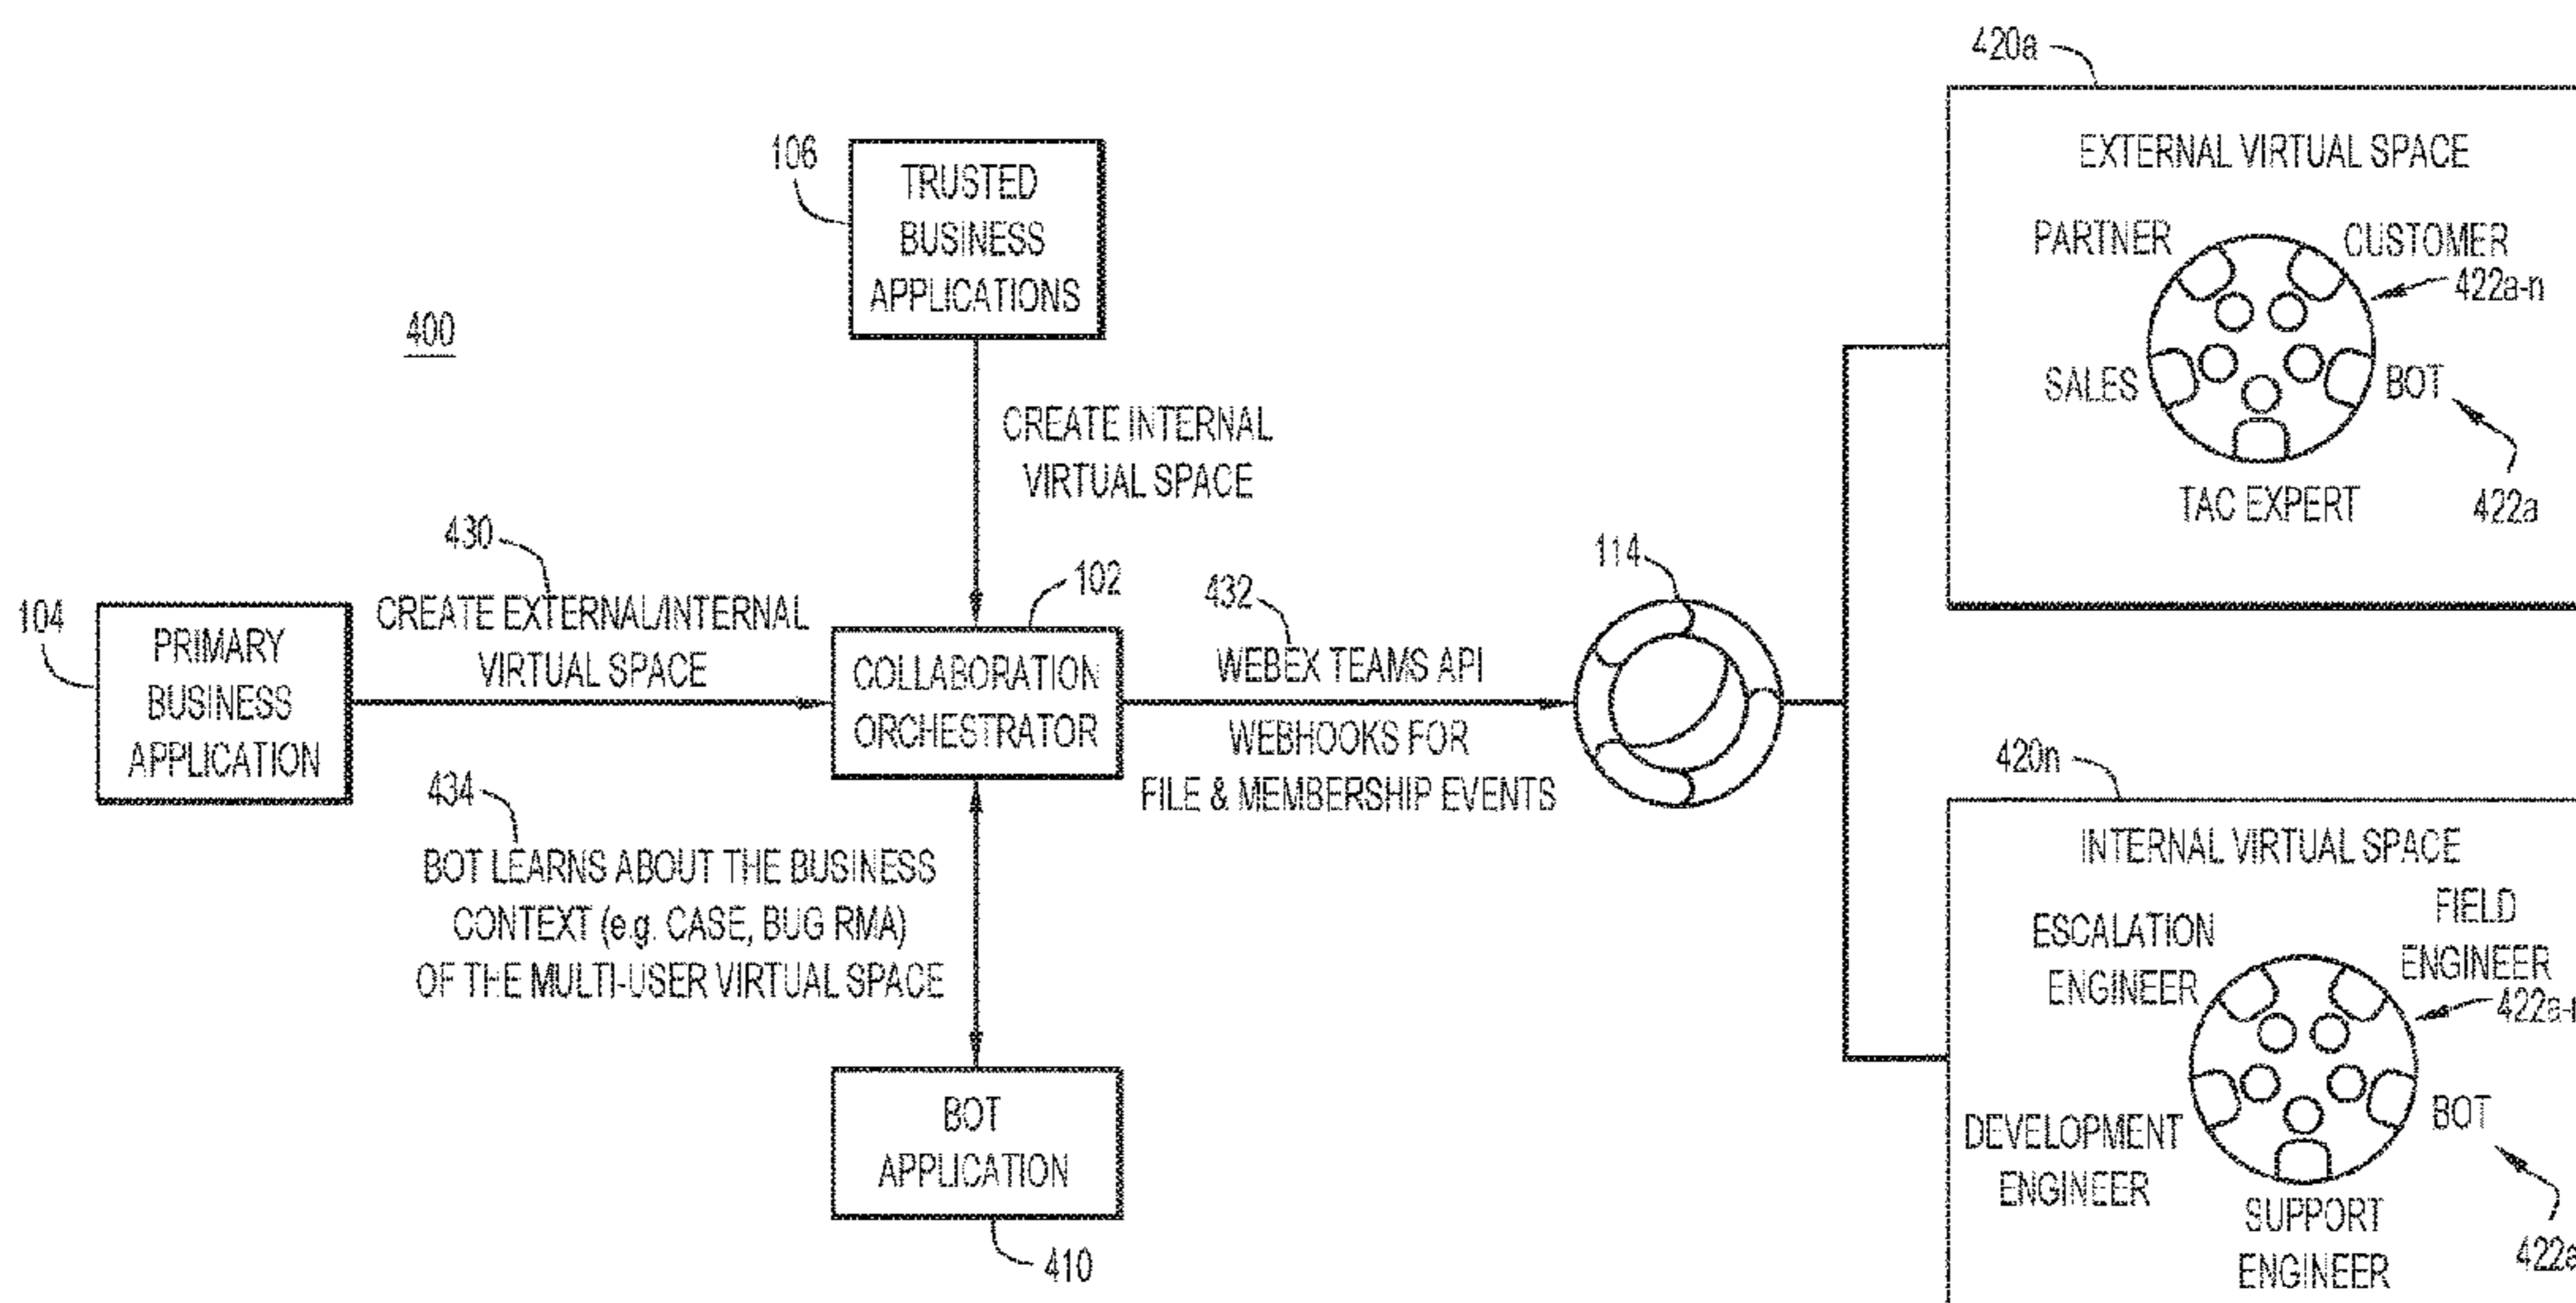 420a
EXTERNAL VIRTUAL SPACE
PARTNER
CUSTOMER
422a-n
SALES
BOT
TAC EXPERT
422a
106
TRUSTED
BUSINESS
APPLICATIONS
400
CREATE INTERNAL
VIRTUAL SPACE
430
CREATE EXTERNAL/INTERNAL
VIRTUAL SPACE
104
PRIMARY
BUSINESS
APPLICATION
102
COLLABORATION
ORCHESTRATOR
432
WEBEX TEAMS API
WEBHOOKS FOR
FILE & MEMBERSHIP EVENTS
114
434
BOT LEARNS ABOUT THE BUSINESS
CONTEXT (e.g. CASE, BUG RMA)
OF THE MULTI-USER VIRTUAL SPACE
BOT
APPLICATION
410
420n
INTERNAL VIRTUAL SPACE
ESCALATION
ENGINEER
FIELD
ENGINEER
422a-
DEVELOPMENT
ENGINEER
BOT
SUPPORT
ENGINEER
422a